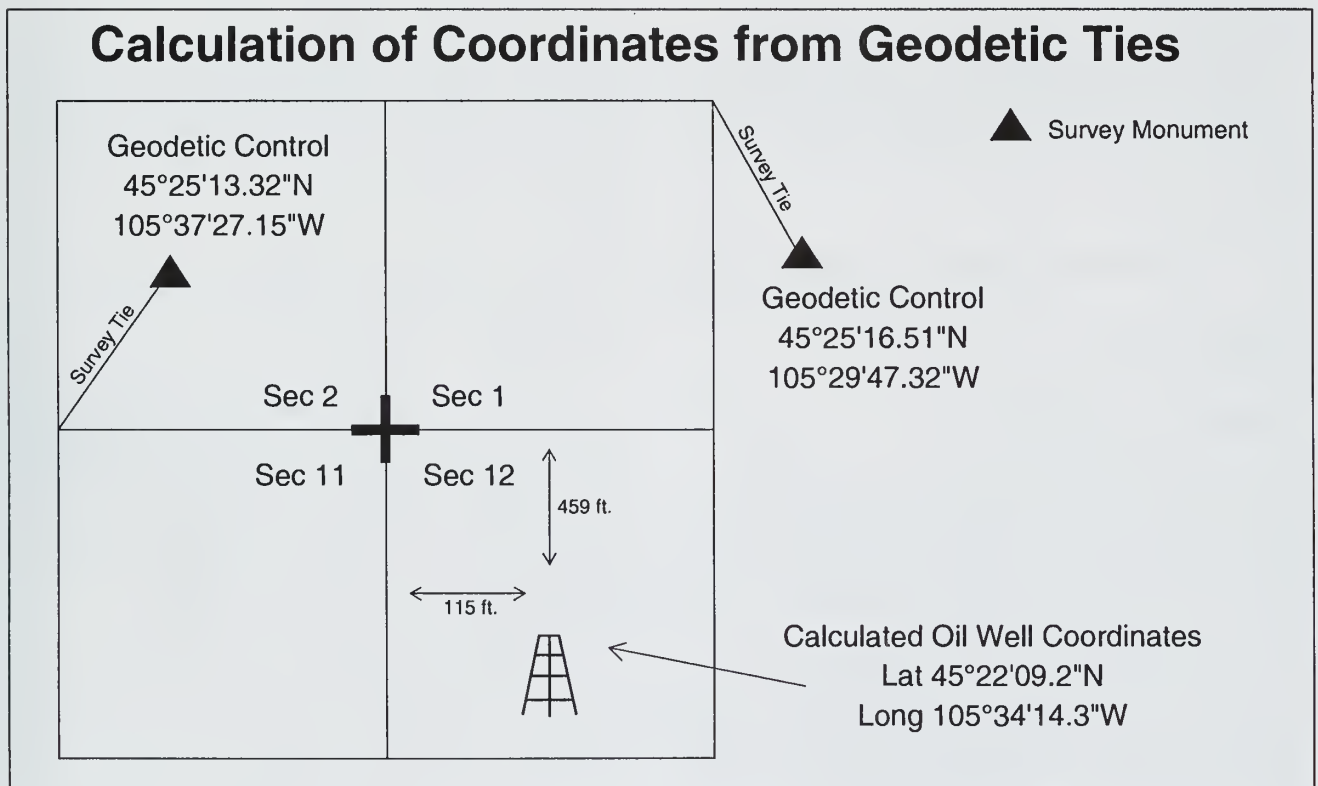 Calculation of Coordinates from Geodetic Ties
Geodetic Control
45°25'13.32"N
105°37'27.15"W
Survey Tie
Survey Tie
Survey Monument
Geodetic Control
45°25'16.51"N
105°29'47.32"W
Sec 2
Sec 1
Sec 11
Sec 12
459 ft.
115 ft.
Calculated Oil Well Coordinates
Lat 45°22'09.2"N
Long 105°34'14.3"W